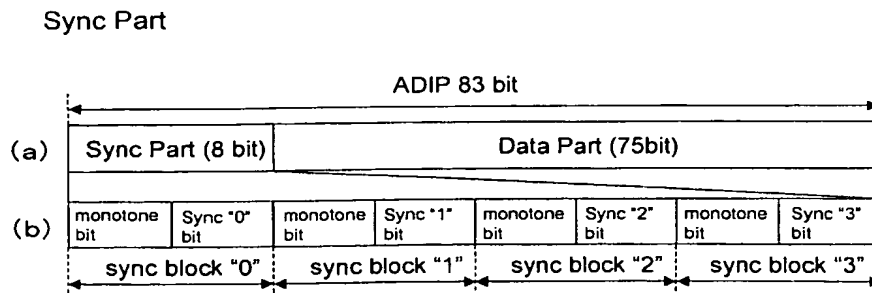 Sync Part
ADIP 83 bit
(a) Sync Part (8 bit) Data Part (75bit)
(b) monotone bit Sync "0" bit monotone bit Sync "1" bit monotone bit Sync "2" bit monotone bit Sync "3" bit
sync block "0" sync block "1" sync block "2" sync block "3"